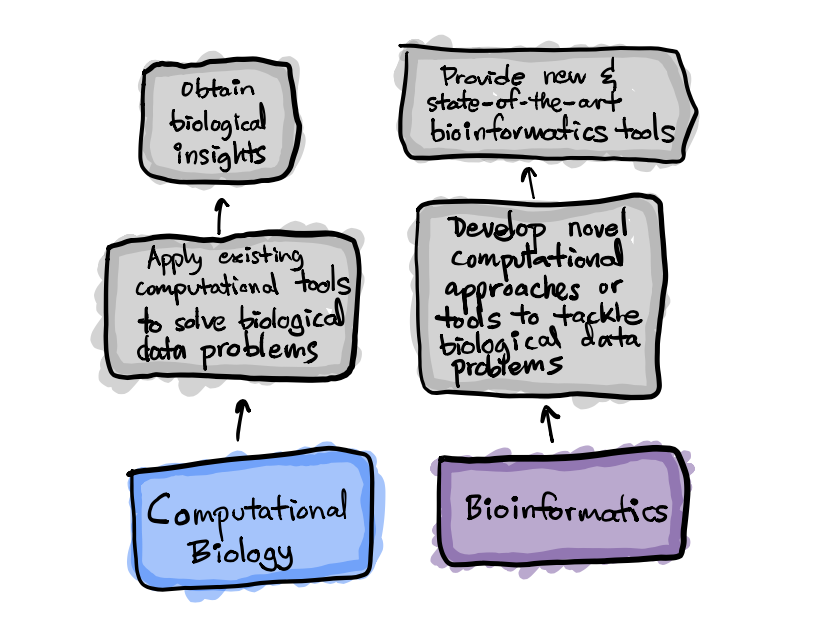 Obtain
biological
insights
Provide new &
state-of-the-art
bioinformatics tools
Apply existing
computational tools
to solve biological
data problems
Develop novel
computational
approaches or
tools to tackle
biological data
problems
Computational
Biology
Bioinformatics